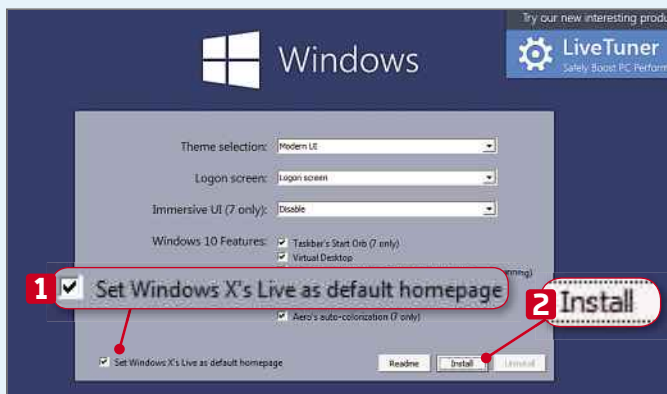 Try our new interesting produ
Windows
LiveTuner
Safely Boost PC Perform
Theme selection: Modern UI
Logon screen: Logon screen
Immersive UI (7 only): Disable
Windows 10 Features: Taskbar's Start Orb (7 only)
Virtual Desktop
nning)
1 Set Windows X's Live as default homepage
2 Install
Aero's auto-colorization (7 only)
Set Windows X's Live as default homepage
Readme Install Uninstall